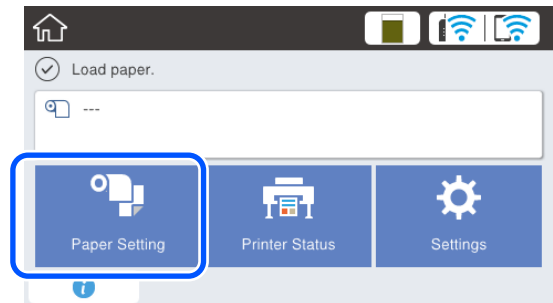 Load paper.
---
Paper Setting
Printer Status
Settings
i